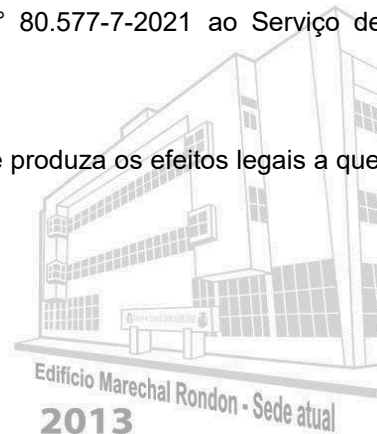 ° 80.577-7-2021 ao Serviço de
e produza os efeitos legais a que
Edifício Marechal Rondon - Sede atual
2013